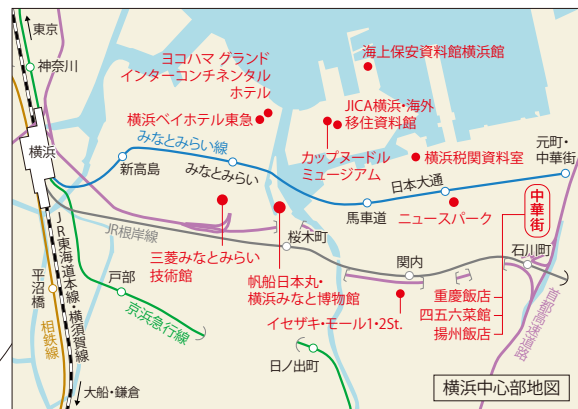 東京
神奈川
ヨコハマ グランド
インターコンチネンタル
ホテル
海上保安資料館横浜館
横浜ベイホテル東急
JICA横浜・海外
移住資料館
横浜
みなとみらい線
新高島
みなとみらい
カップヌードル
ミュージアム
横浜税関資料室
元町・
中華街
日本大通
馬車道
ニュースパーク
中華街
JR根岸線
桜木町
関内
石川町
三菱みなとみらい
技術館
帆船日本丸・
横浜みなと博物館
重慶飯店
四五六菜館
揚州飯店
首都高速道路
JR東海道本線・横須賀線
平沼橋
戸部
京浜急行線
相鉄線
イセザキ・モール1・2St.
日ノ出町
大船・鎌倉
横浜中心部地図